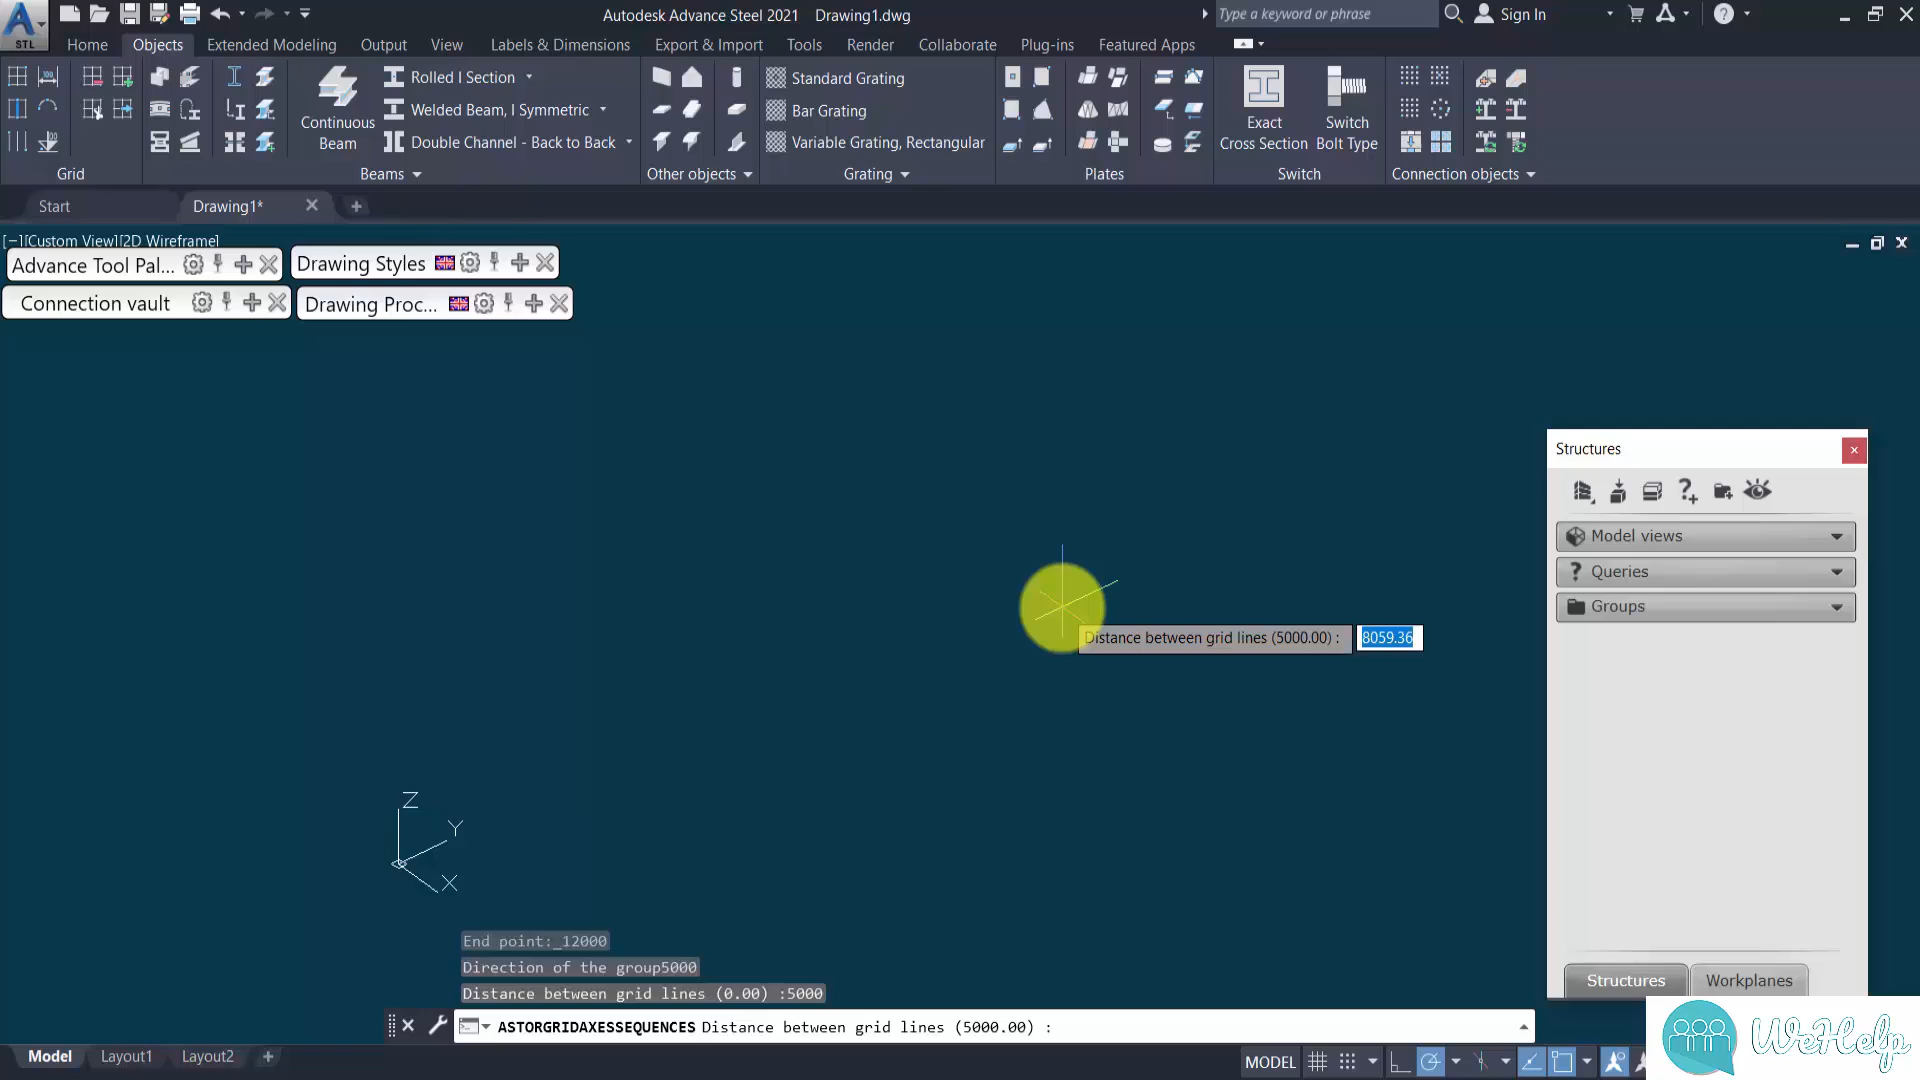 Autodesk Advance Steel 2021 Drawing1.dwg
Type a keyword or phrase
Sign In
STL
Home Objects Extended Modeling Output View Labels & Dimensions Export & Import Tools Render Collaborate Plug-ins Featured Apps
Continuous
Beam
Rolled I Section
Welded Beam, I Symmetric
Double Channel - Back to Back
Standard Grating
Bar Grating
Variable Grating, Rectangular
Exact
Cross Section
Switch
Bolt Type
Grid Beams Other objects Grating Plates Switch Connection objects
Start Drawing1*
[−][Custom View][2D Wireframe]
Advance Tool Pal... Drawing Styles
Connection vault Drawing Proc...
Structures
Model views
Queries
Groups
Distance between grid lines (5000.00) : 8059.36
Z
Y
X
End point:_12000
Direction of the group5000
Distance between grid lines (0.00) :5000
ASTORGRIDAXESSEQUENCES Distance between grid lines (5000.00) :
Structures Workplanes
Model Layout1 Layout2
MODEL
WeHelp